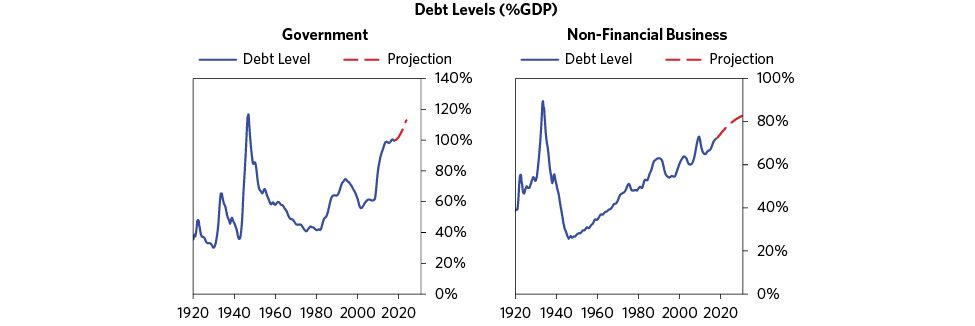 Debt Levels (%GDP)
Government
Debt Level
Projection
140%
120%
100%
80%
60%
40%
20%
0%
1920 1940 1960 1980 2000 2020
Non-Financial Business
Debt Level
Projection
100%
80%
60%
40%
20%
0%
1920 1940 1960 1980 2000 2020